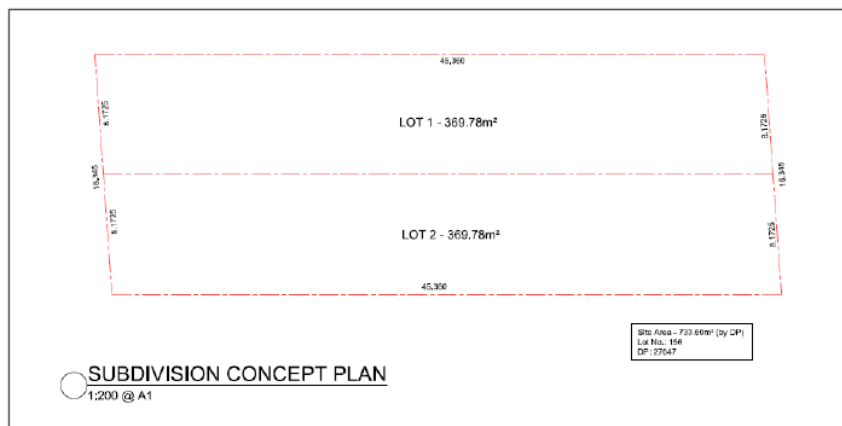 45.360
8.1725
8.1725
LOT 1 - 369.78m²
16.345
16.345
8.1725
8.1725
LOT 2 - 369.78m²
45.360
Site Area - 733.60m² (by DP)
Lot No.: 156
DP: 27047
SUBDIVISION CONCEPT PLAN
1:200 @ A1